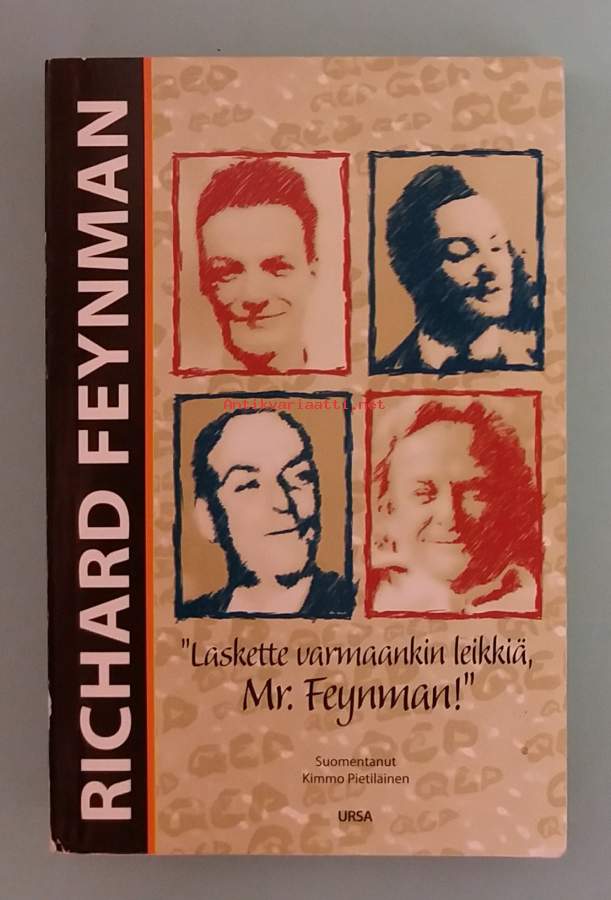 RICHARD FEYNMAN
Antikvariaatti.net
"Laskette varmaankin leikkiä,
Mr. Feynman!"
Suomentanut
Kimmo Pietiläinen
URSA